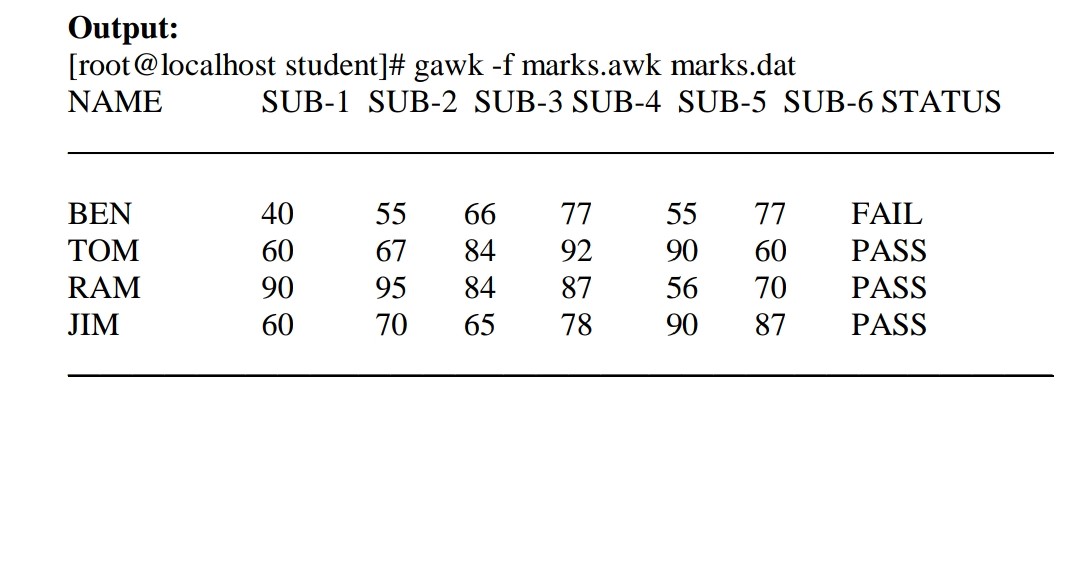 Output:
[root@localhost student]# gawk -f marks.awk marks.dat
NAME SUB-1 SUB-2 SUB-3 SUB-4 SUB-5 SUB-6 STATUS
BEN 40 55 66 77 55 77 FAIL
TOM 60 67 84 92 90 60 PASS
RAM 90 95 84 87 56 70 PASS
JIM 60 70 65 78 90 87 PASS